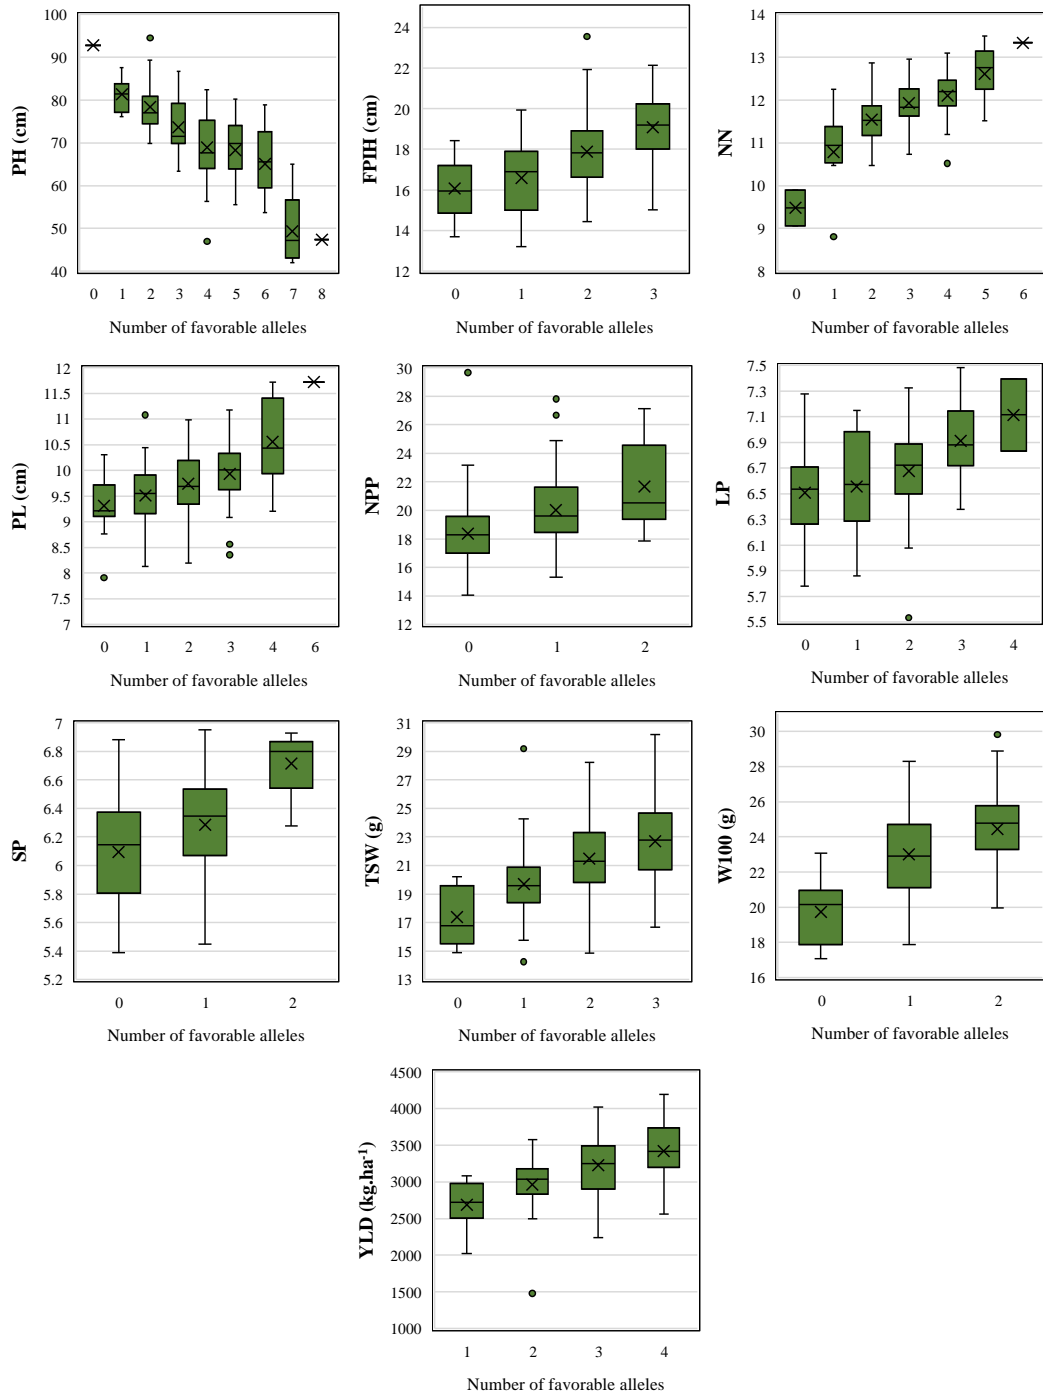 PH (cm)
100
90
80
70
60
50
40
0 1 2 3 4 5 6 7 8
Number of favorable alleles
FPIH (cm)
24
22
20
18
16
14
12
0 1 2 3
Number of favorable alleles
NN
14
13
12
11
10
9
8
0 1 2 3 4 5 6
Number of favorable alleles
PL (cm)
12
11.5
11
10.5
10
9.5
9
8.5
8
7.5
7
0 1 2 3 4 6
Number of favorable alleles
NPP
30
28
26
24
22
20
18
16
14
12
0 1 2
Number of favorable alleles
LP
7.5
7.3
7.1
6.9
6.7
6.5
6.3
6.1
5.9
5.7
5.5
0 1 2 3 4
Number of favorable alleles
SP
7
6.8
6.6
6.4
6.2
6
5.8
5.6
5.4
5.2
0 1 2
Number of favorable alleles
TSW (g)
31
29
27
25
23
21
19
17
15
13
0 1 2 3
Number of favorable alleles
W100 (g)
30
28
26
24
22
20
18
16
0 1 2
Number of favorable alleles
YLD (kg.ha⁻¹)
4500
4000
3500
3000
2500
2000
1500
1000
1 2 3 4
Number of favorable alleles